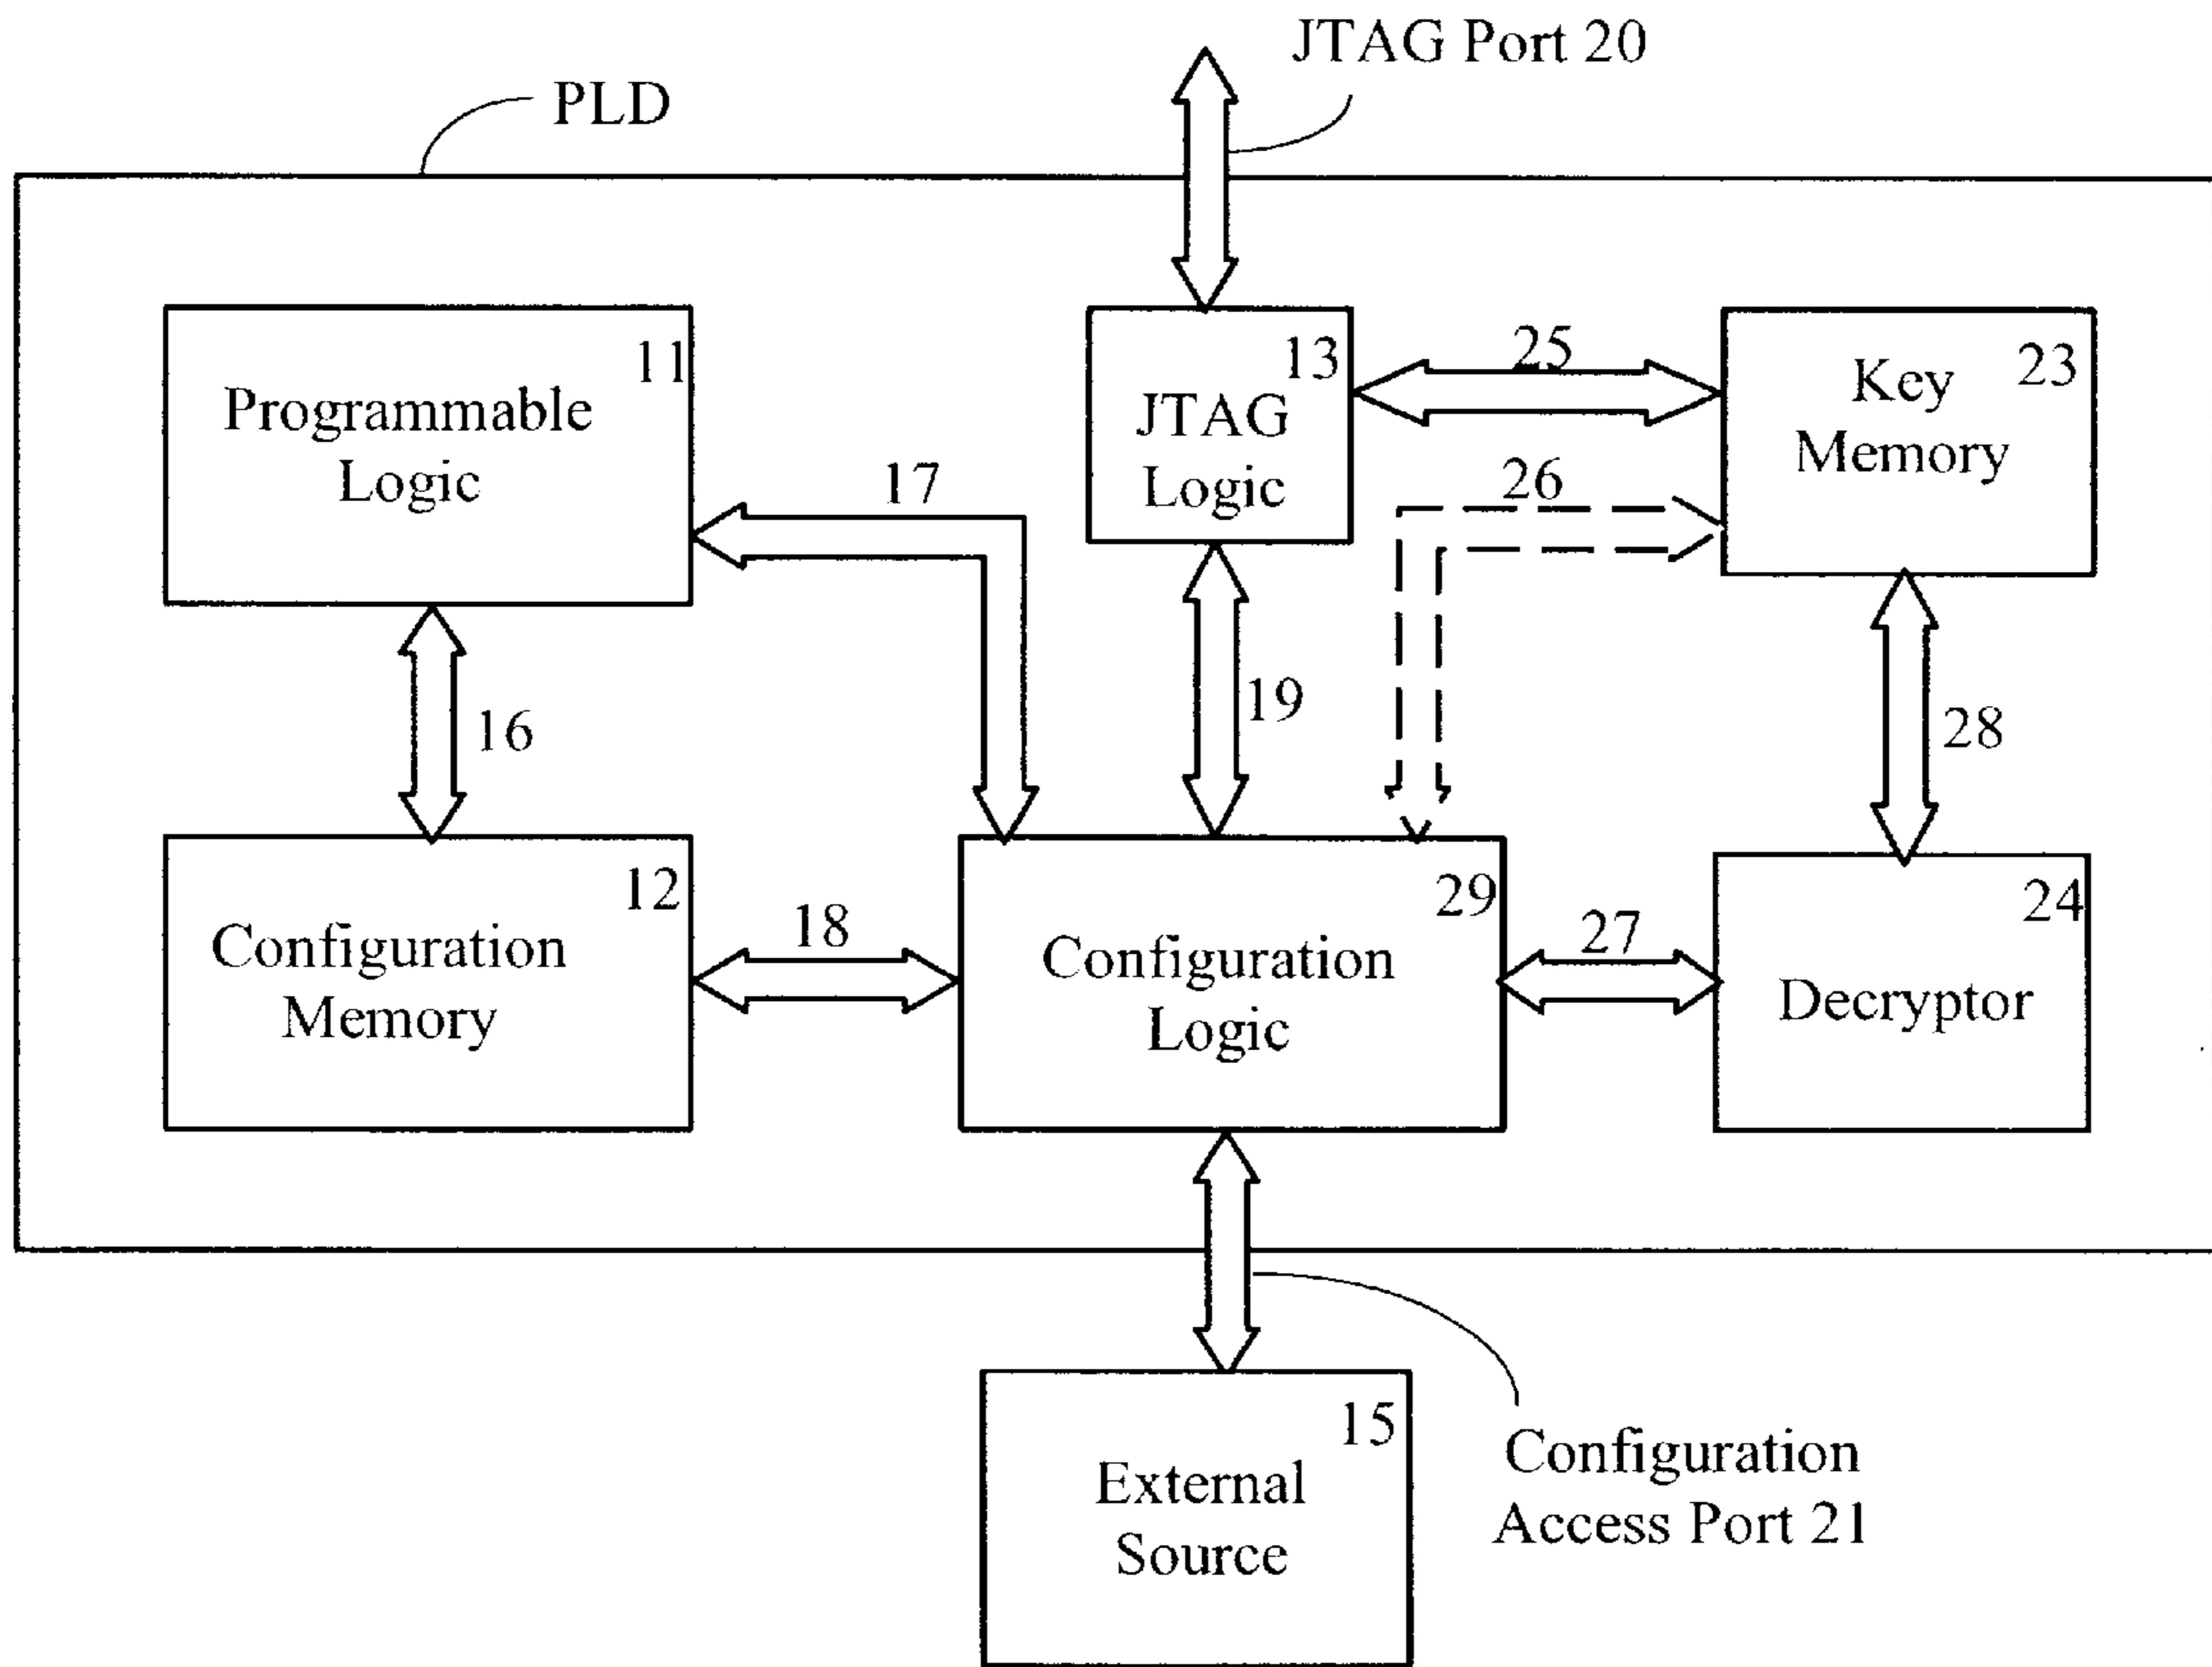 JTAG Port 20
PLD
11
Programmable
Logic
13
JTAG
Logic
25
23
Key
Memory
17
26
16
19
28
12
Configuration
Memory
18
29
Configuration
Logic
27
24
Decryptor
15
External
Source
Configuration
Access Port 21